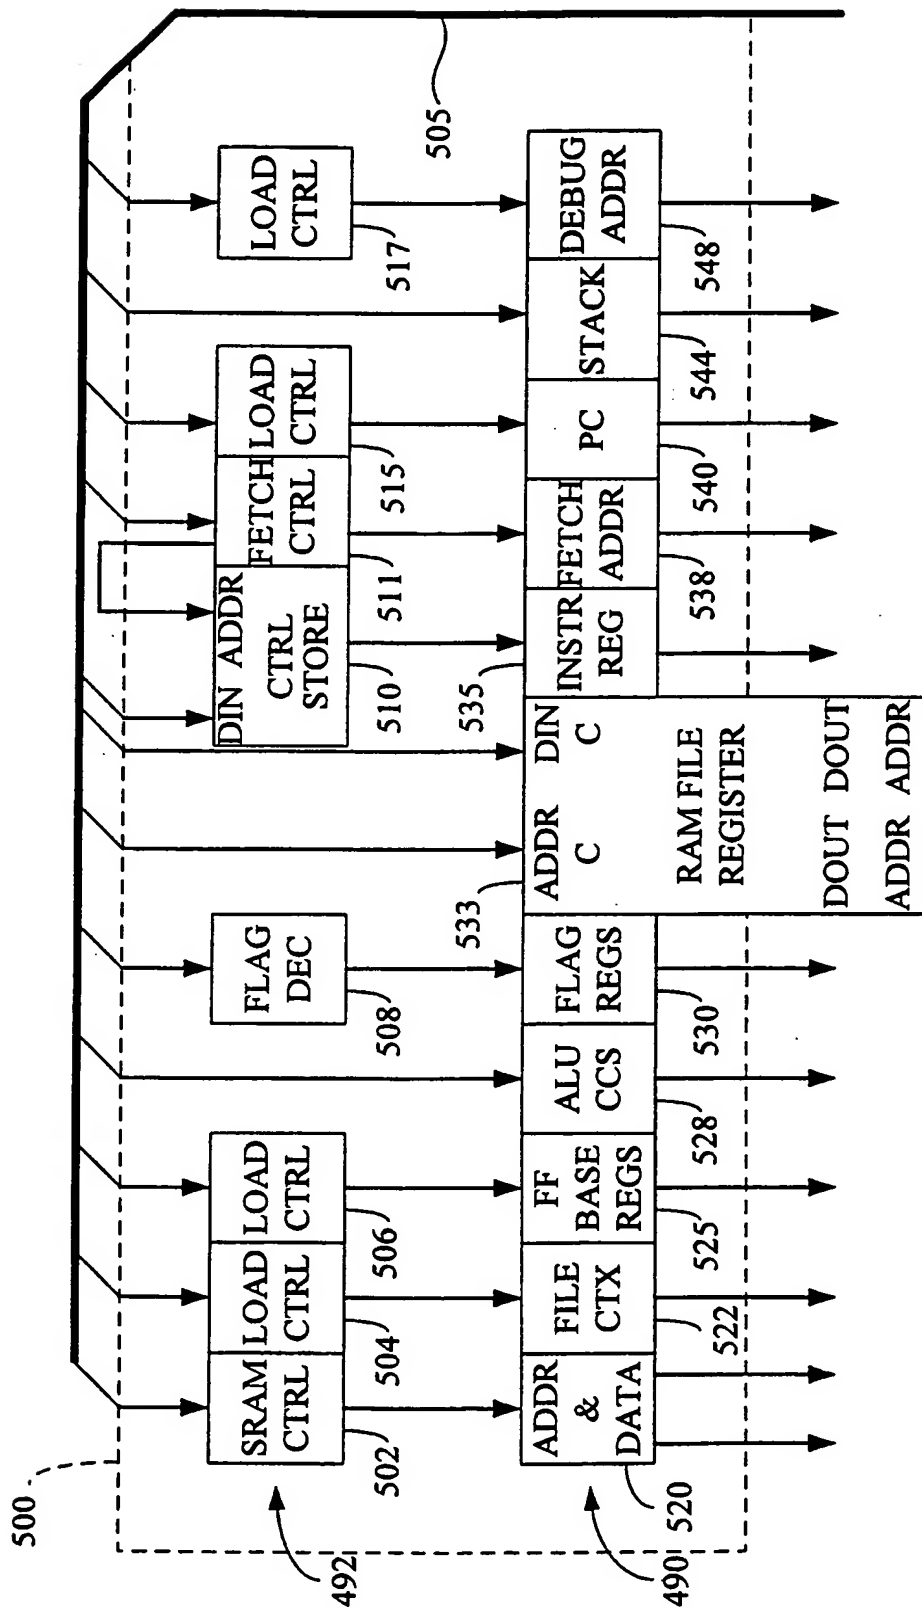 500
505
492
SRAM
CTRL
502
LOAD
CTRL
504
LOAD
CTRL
506
FLAG
DEC
508
DIN ADDR
CTRL
STORE
510
FETCH
CTRL
511
LOAD
CTRL
515
LOAD
CTRL
517
490
ADDR
&
DATA
520
FILE
CTX
522
FF
BASE
REGS
525
ALU
CCS
528
FLAG
REGS
530
533
ADDR DIN
C C
RAM FILE
REGISTER
DOUT DOUT
ADDR ADDR
535
INSTR
REG
FETCH
ADDR
538
PC
540
STACK
544
DEBUG
ADDR
548